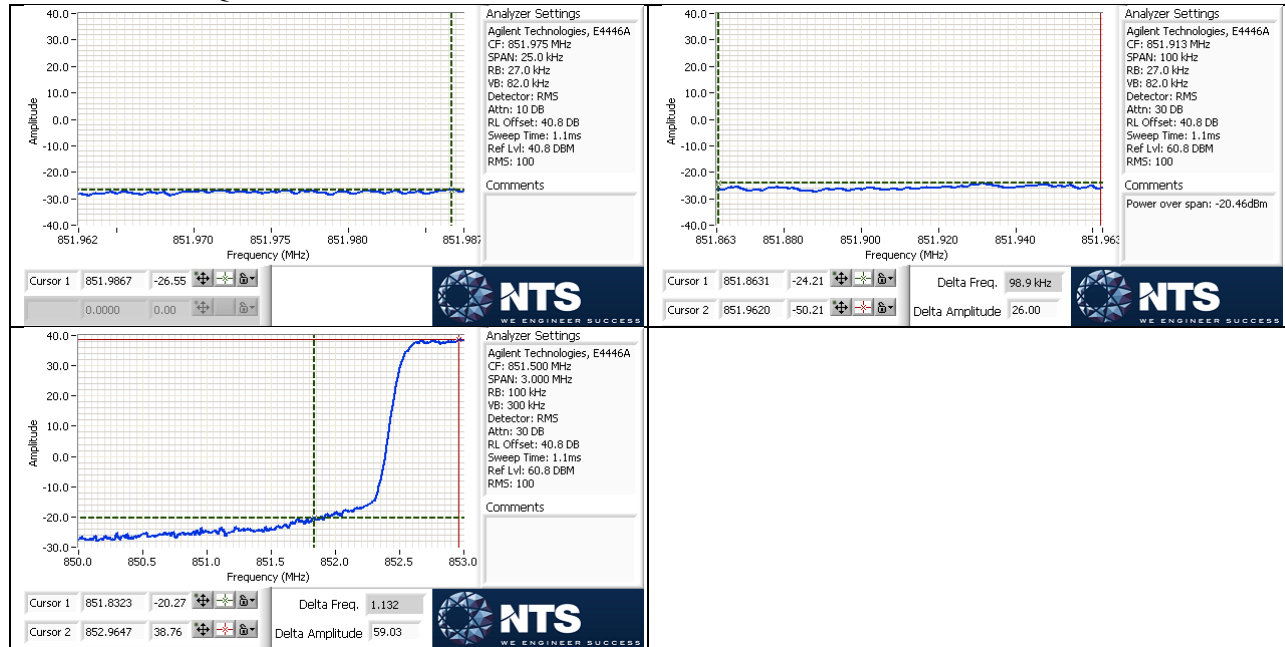 40.0
30.0
20.0
10.0
0.0
-10.0
-20.0
-30.0
-40.0
Amplitude
851.962 851.970 851.975 851.980 851.987
Frequency (MHz)
Analyzer Settings
Agilent Technologies, E4446A
CF: 851.975 MHz
SPAN: 25.0 kHz
RB: 27.0 kHz
VB: 82.0 kHz
Detector: RMS
Attn: 10 DB
RL Offset: 40.8 DB
Sweep Time: 1.1ms
Ref Lvl: 40.8 DBM
RMS: 100
Comments
Cursor 1 851.9867 -26.55
0.0000 0.00
NTS
WE ENGINEER SUCCESS
40.0
30.0
20.0
10.0
0.0
-10.0
-20.0
-30.0
-40.0
Amplitude
851.863 851.880 851.900 851.920 851.940 851.963
Frequency (MHz)
Analyzer Settings
Agilent Technologies, E4446A
CF: 851.913 MHz
SPAN: 100 kHz
RB: 27.0 kHz
VB: 82.0 kHz
Detector: RMS
Attn: 30 DB
RL Offset: 40.8 DB
Sweep Time: 1.1ms
Ref Lvl: 60.8 DBM
RMS: 100
Comments
Power over span: -20.46dBm
Cursor 1 851.8631 -24.21
Cursor 2 851.9620 -50.21
Delta Freq. 98.9 kHz
Delta Amplitude 26.00
NTS
WE ENGINEER SUCCESS
40.0
30.0
20.0
10.0
0.0
-10.0
-20.0
-30.0
Amplitude
850.0 850.5 851.0 851.5 852.0 852.5 853.0
Frequency (MHz)
Analyzer Settings
Agilent Technologies, E4446A
CF: 851.500 MHz
SPAN: 3.000 MHz
RB: 100 kHz
VB: 300 kHz
Detector: RMS
Attn: 30 DB
RL Offset: 40.8 DB
Sweep Time: 1.1ms
Ref Lvl: 60.8 DBM
RMS: 100
Comments
Cursor 1 851.8323 -20.27
Cursor 2 852.9647 38.76
Delta Freq. 1.132
Delta Amplitude 59.03
NTS
WE ENGINEER SUCCESS